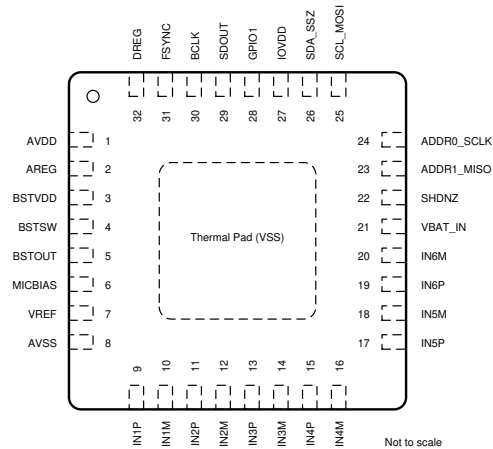 DREG
FSYNC
BCLK
SDOUT
GPIO1
IOVDD
SDA_SSZ
SCL_MOSI
32
31
30
29
28
27
26
25
AVDD 1
AREG 2
BSTVDD 3
BSTSW 4
BSTOUT 5
MICBIAS 6
VREF 7
AVSS 8
Thermal Pad (VSS)
24 ADDR0_SCLK
23 ADDR1_MISO
22 SHDNZ
21 VBAT_IN
20 IN6M
19 IN6P
18 IN5M
17 IN5P
9
10
11
12
13
14
15
16
IN1P
IN1M
IN2P
IN2M
IN3P
IN3M
IN4P
IN4M
Not to scale